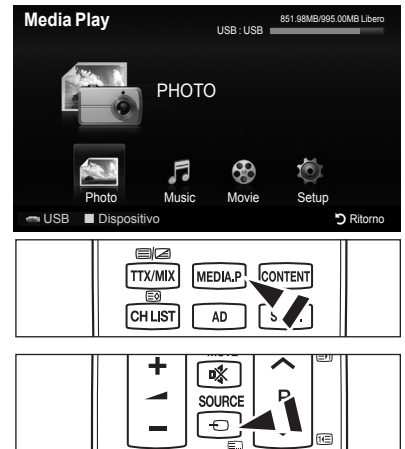 Media Play
851.98MB/995.00MB Libero
USB : USB
PHOTO
Photo Music Movie Setup
USB Dispositivo Ritorno
TTX/MIX MEDIA.P CONTENT
CH LIST AD
SOURCE
P